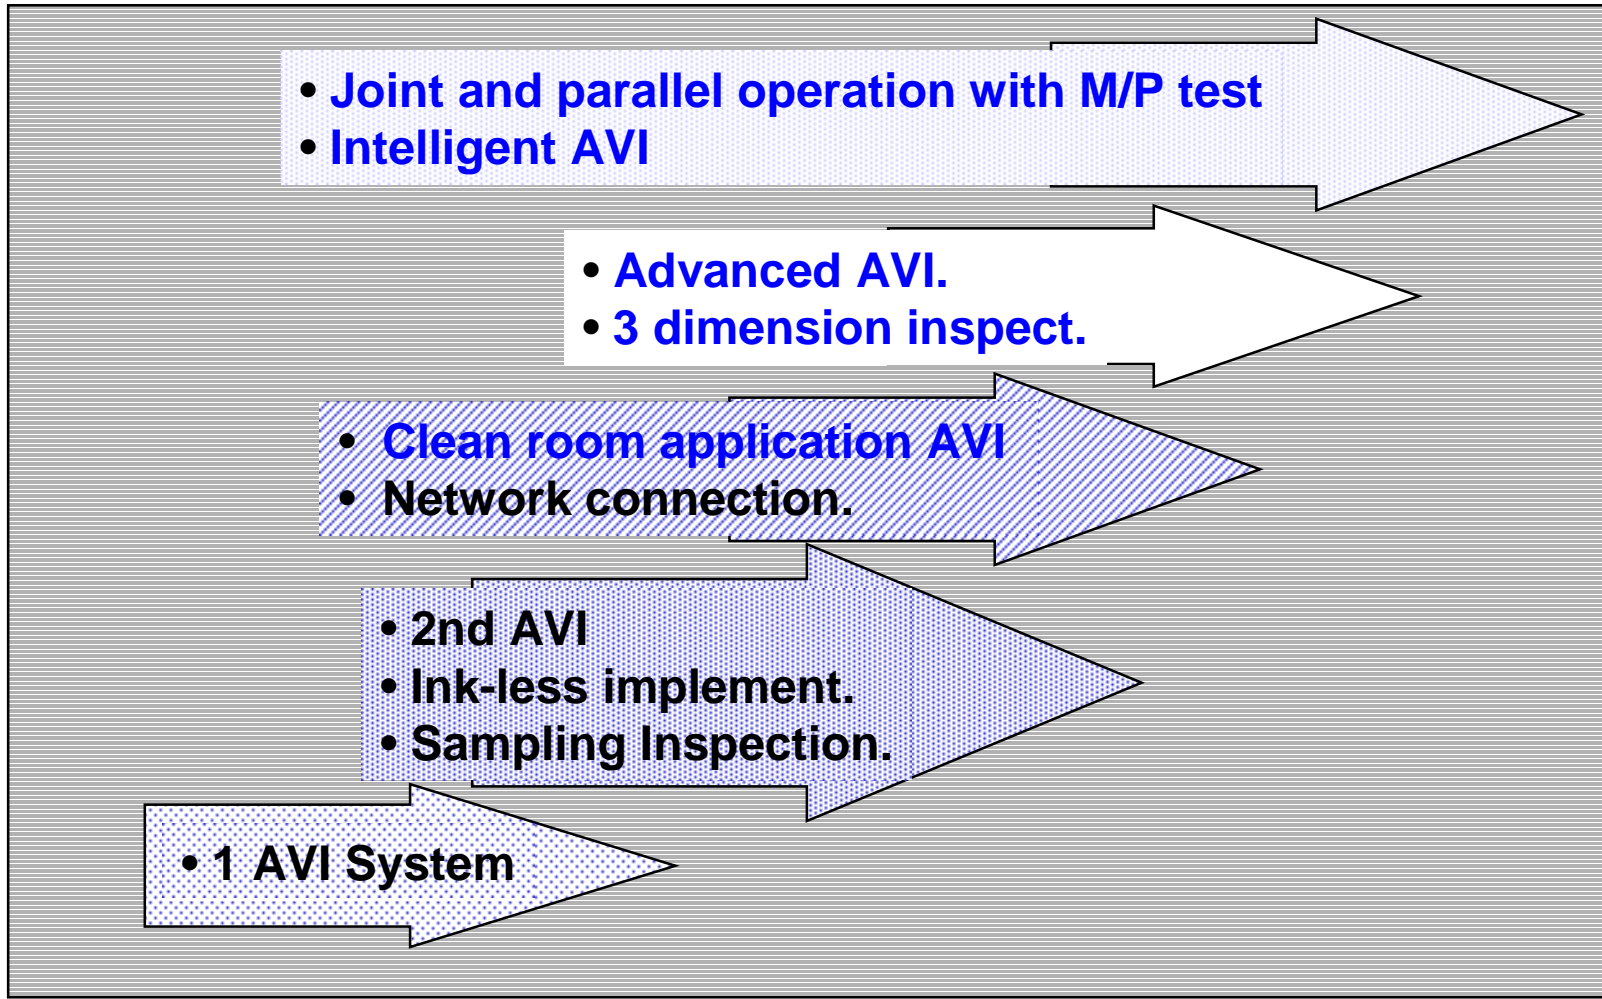 • Joint and parallel operation with M/P test
• Intelligent AVI
• Advanced AVI.
• 3 dimension inspect.
• Clean room application AVI
• Network connection.
• 2nd AVI
• Ink-less implement.
• Sampling Inspection.
• 1 AVI System